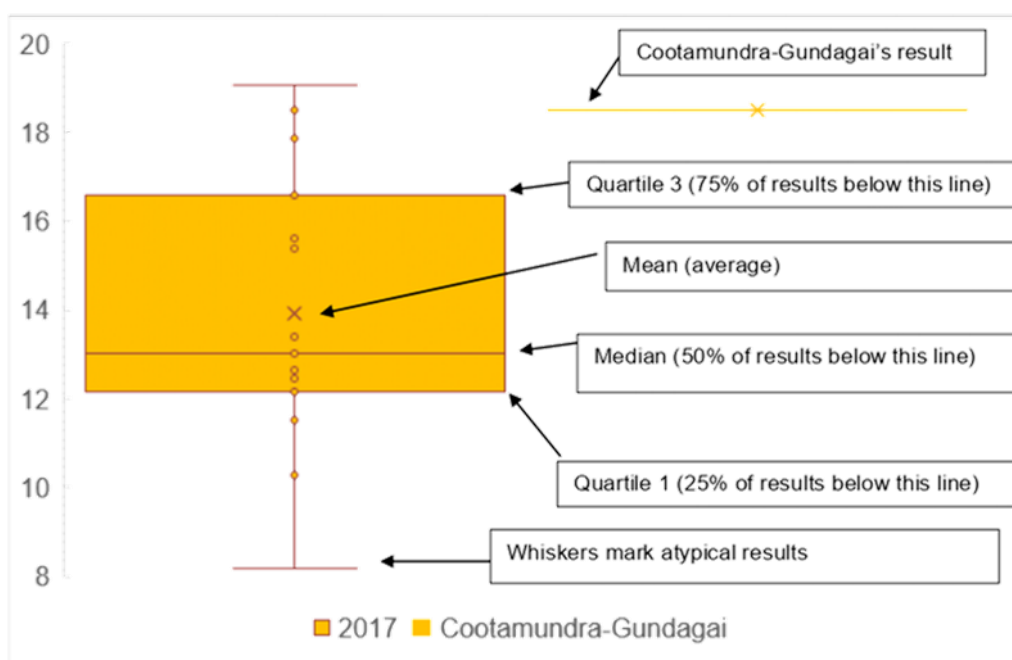 20
Cootamundra-Gundagai's result
18
Quartile 3 (75% of results below this line)
16
Mean (average)
14
Median (50% of results below this line)
12
Quartile 1 (25% of results below this line)
10
Whiskers mark atypical results
8
2017 Cootamundra-Gundagai